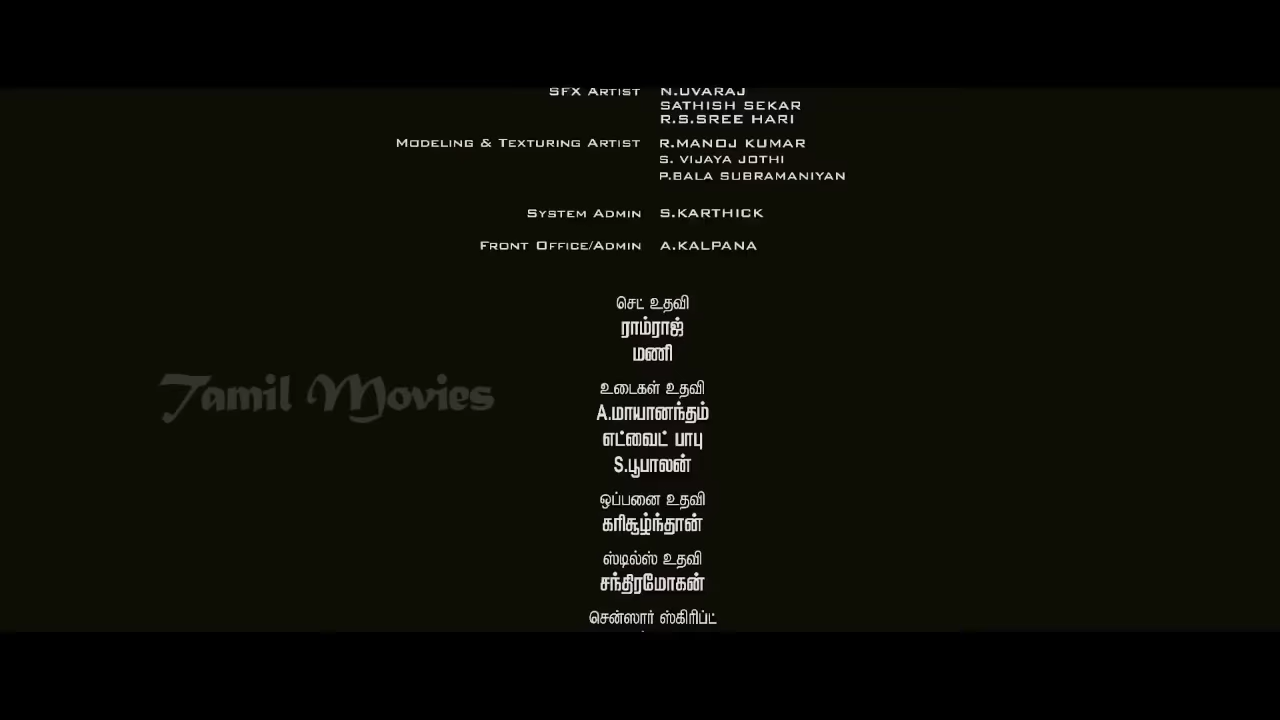 SFX ARTIST N.UVARAJ
SATHISH SEKAR
R.S.SREE HARI
MODELING & TEXTURING ARTIST R.MANOJ KUMAR
S. VIJAYA JOTHI
P.BALA SUBRAMANIYAN
SYSTEM ADMIN S.KARTHICK
FRONT OFFICE/ADMIN A.KALPANA
செட் உதவி
ராம்ராஜ்
மணி
Tamil Movies
உடைகள் உதவி
A.மாயானந்தம்
எட்வைட் பாபு
S.பூபாலன்
ஒப்பனை உதவி
கரிசூழ்ந்தான்
ஸ்டில்ஸ் உதவி
சந்திரமோகன்
சென்ஸார் ஸ்கிரிப்ட்